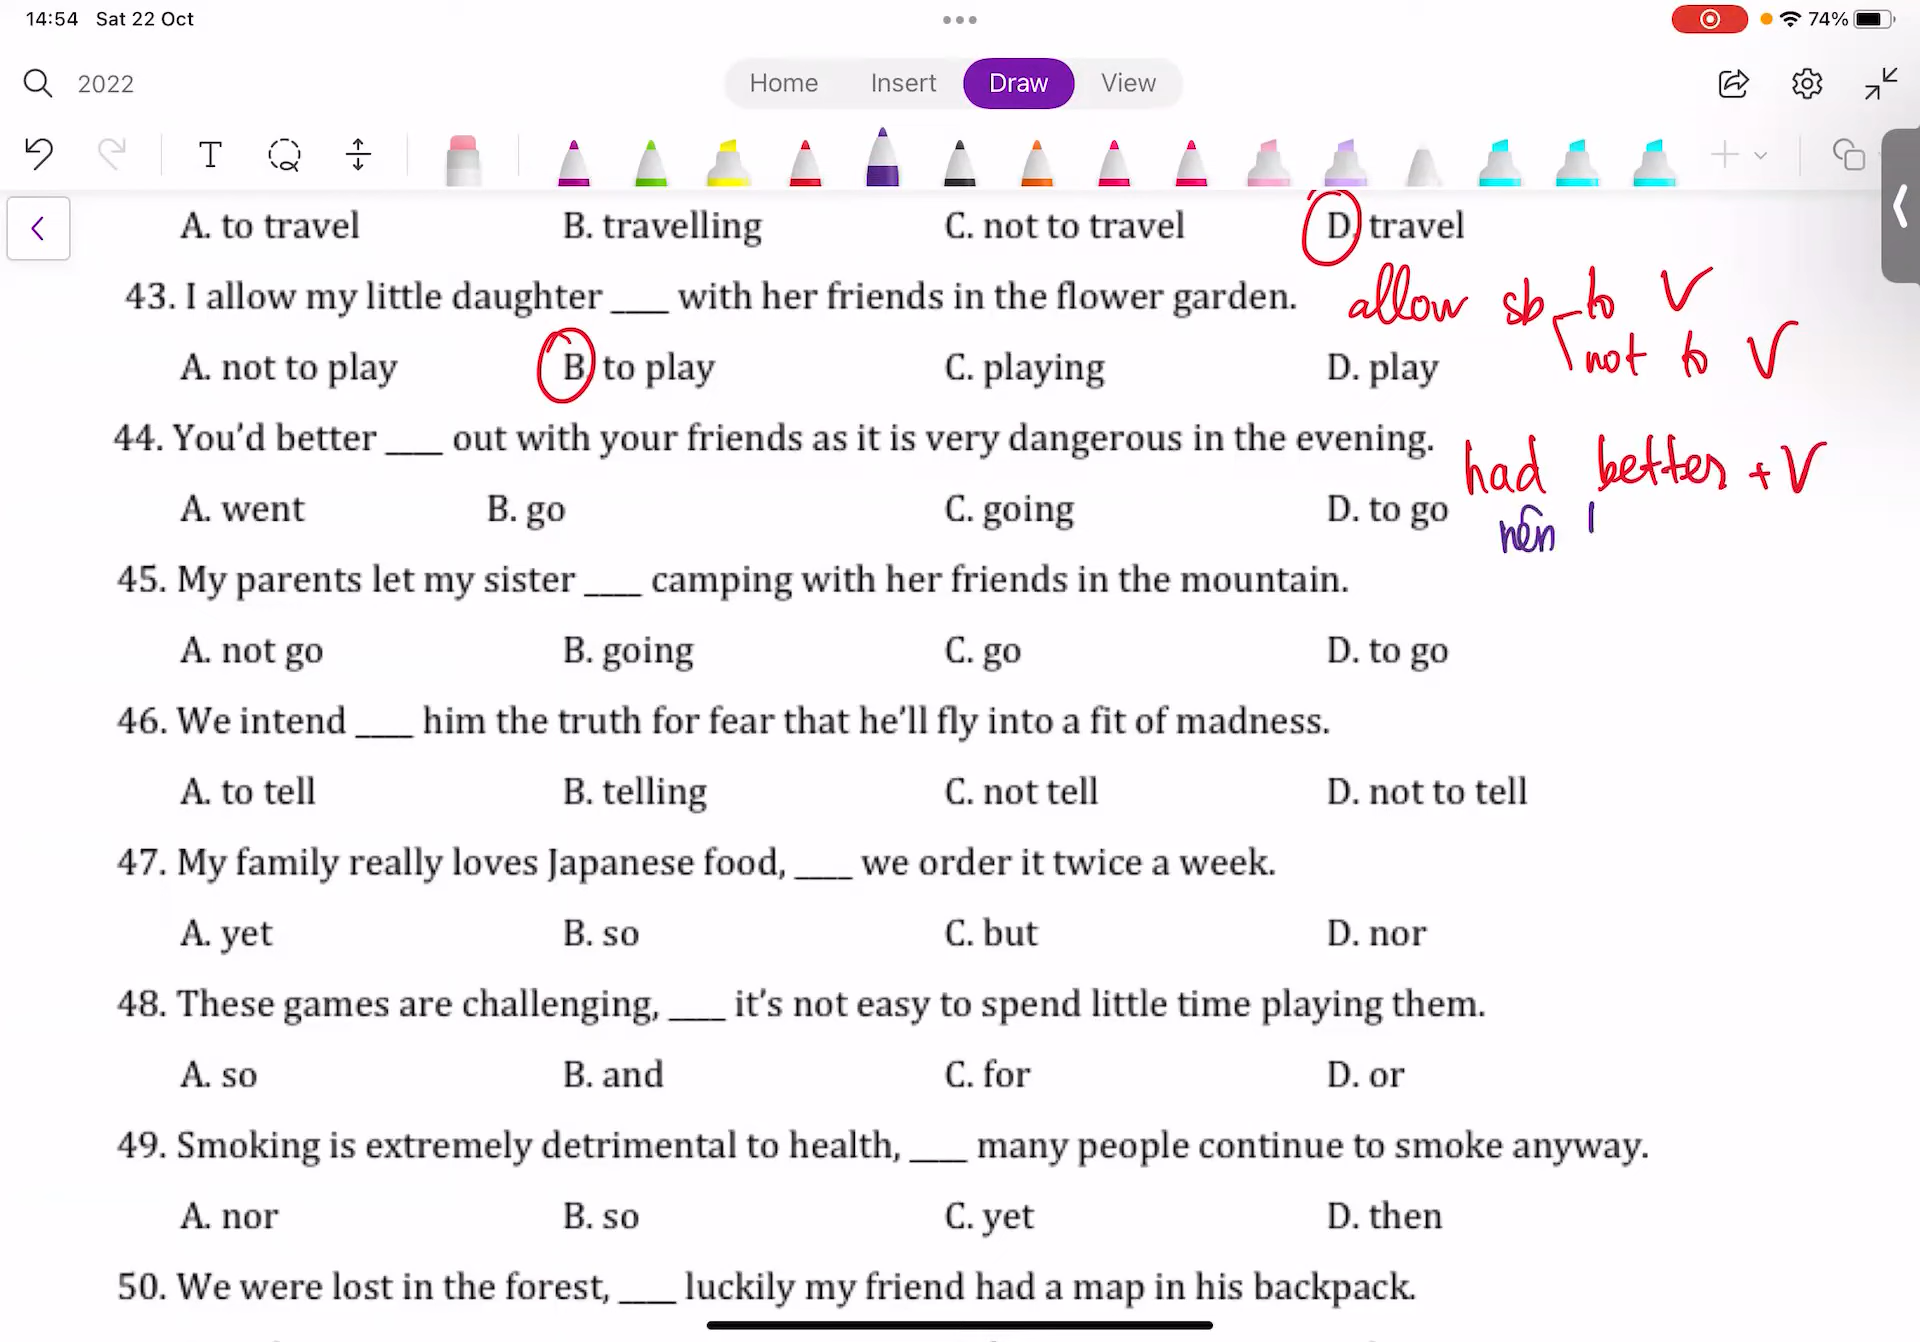 14:54 Sat 22 Oct
74%
2022
Home Insert Draw View
T
A. to travel B. travelling C. not to travel D. travel
43. I allow my little daughter ____ with her friends in the flower garden.
allow sb to V
not to V
A. not to play B. to play C. playing D. play
44. You'd better ____ out with your friends as it is very dangerous in the evening.
had better + V
A. went B. go C. going D. to go
nên
45. My parents let my sister ____ camping with her friends in the mountain.
A. not go B. going C. go D. to go
46. We intend ____ him the truth for fear that he'll fly into a fit of madness.
A. to tell B. telling C. not tell D. not to tell
47. My family really loves Japanese food, ____ we order it twice a week.
A. yet B. so C. but D. nor
48. These games are challenging, ____ it's not easy to spend little time playing them.
A. so B. and C. for D. or
49. Smoking is extremely detrimental to health, ____ many people continue to smoke anyway.
A. nor B. so C. yet D. then
50. We were lost in the forest, ____ luckily my friend had a map in his backpack.